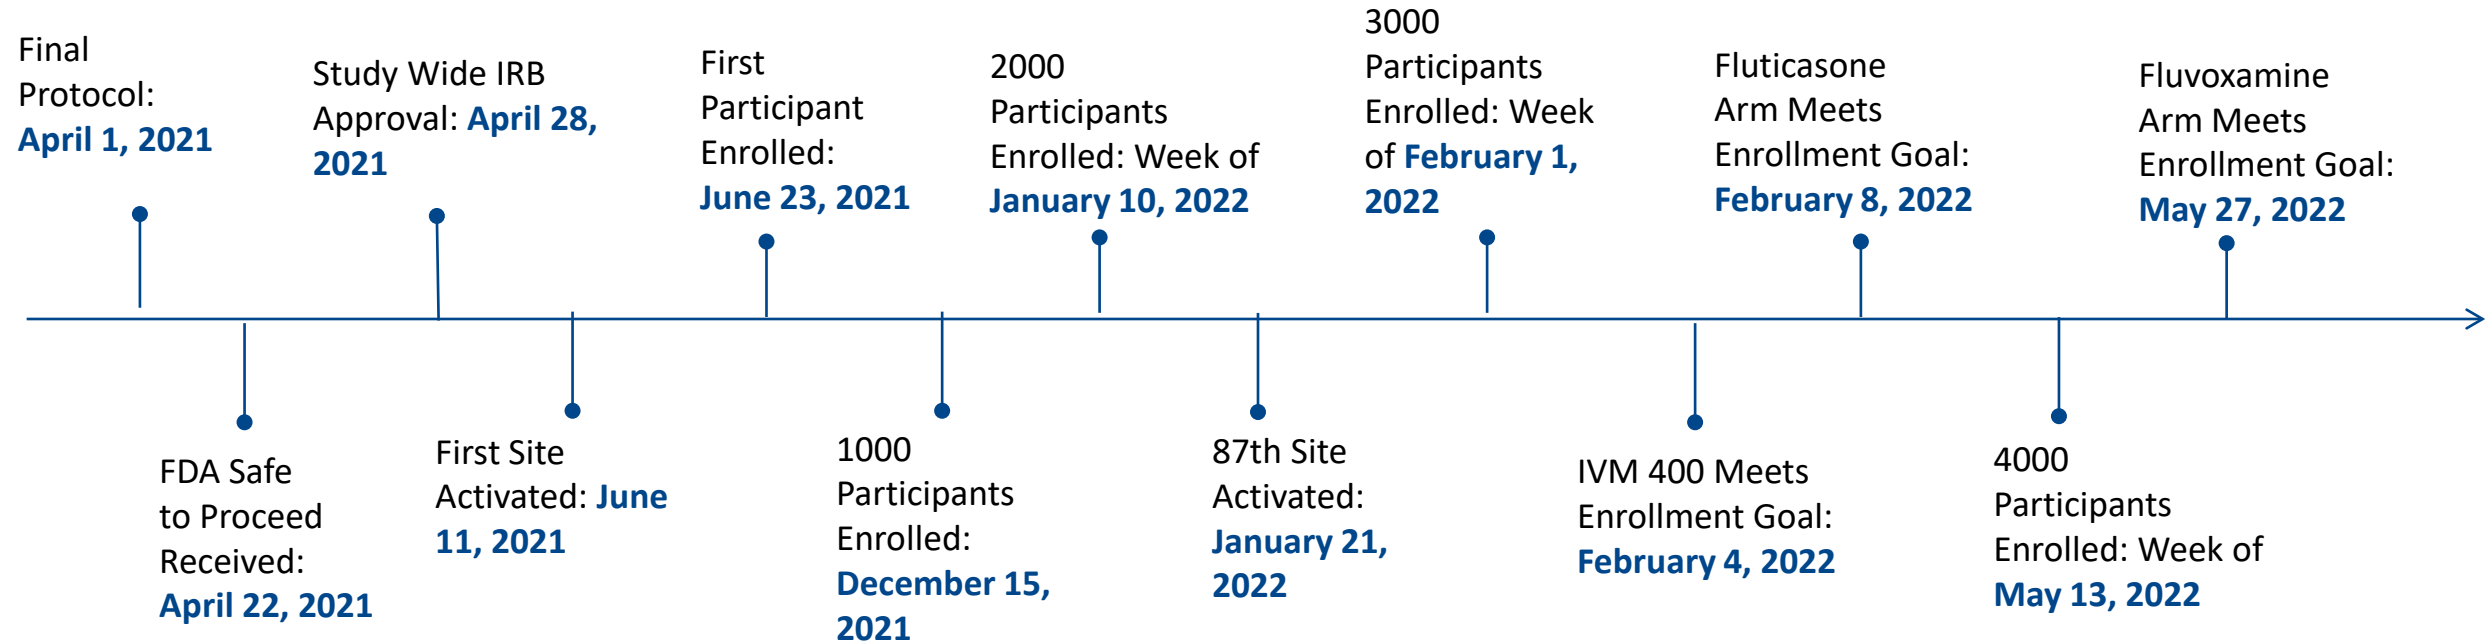 Final
Protocol:
April 1, 2021
FDA Safe
to Proceed
Received:
April 22, 2021
Study Wide IRB
Approval: April 28,
2021
First Site
Activated: June
11, 2021
First
Participant
Enrolled:
June 23, 2021
1000
Participants
Enrolled:
December 15,
2021
2000
Participants
Enrolled: Week of
January 10, 2022
87th Site
Activated:
January 21,
2022
3000
Participants
Enrolled: Week
of February 1,
2022
IVM 400 Meets
Enrollment Goal:
February 4, 2022
Fluticasone
Arm Meets
Enrollment Goal:
February 8, 2022
4000
Participants
Enrolled: Week of
May 13, 2022
Fluvoxamine
Arm Meets
Enrollment Goal:
May 27, 2022